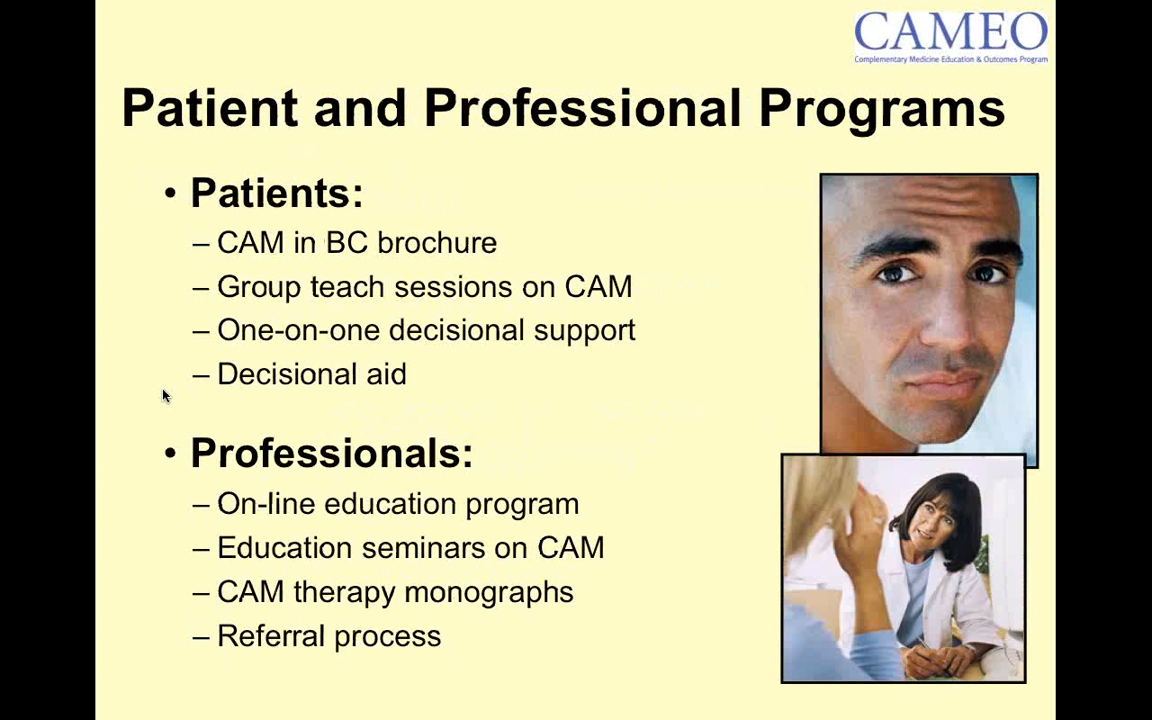 CAMEO
Complementary Medicine Education & Outcomes Program
Patient and Professional Programs
• Patients:
– CAM in BC brochure
– Group teach sessions on CAM
– One-on-one decisional support
– Decisional aid
• Professionals:
– On-line education program
– Education seminars on CAM
– CAM therapy monographs
– Referral process